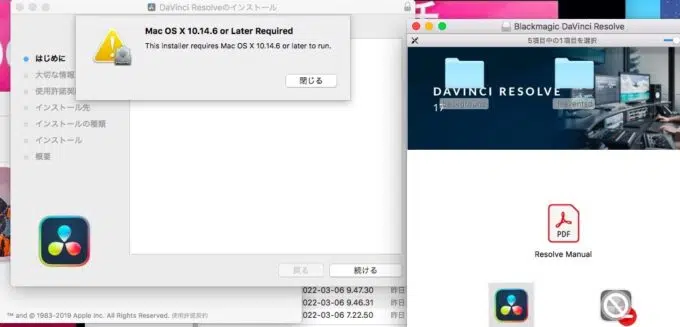 DaVinci Resolveのインストール
Mac OS X 10.14.6 or Later Required
This installer requires Mac OS X 10.14.6 or later to run.
閉じる
はじめに
大切な情報
使用許諾契
インストール先
インストールの種類
インストール
概要
戻る
続ける
022-03-06 9.47.30 昨日
022-03-06 9.46.31 昨日
022-03-06 7.22.50 昨日
™ and © 1983-2019 Apple Inc. All Rights Reserved. 使用許諾契約
Blackmagic DaVinci Resolve
5項目中の1項目を選択
DAVINCI RESOLVE
17
PDF
Resolve Manual